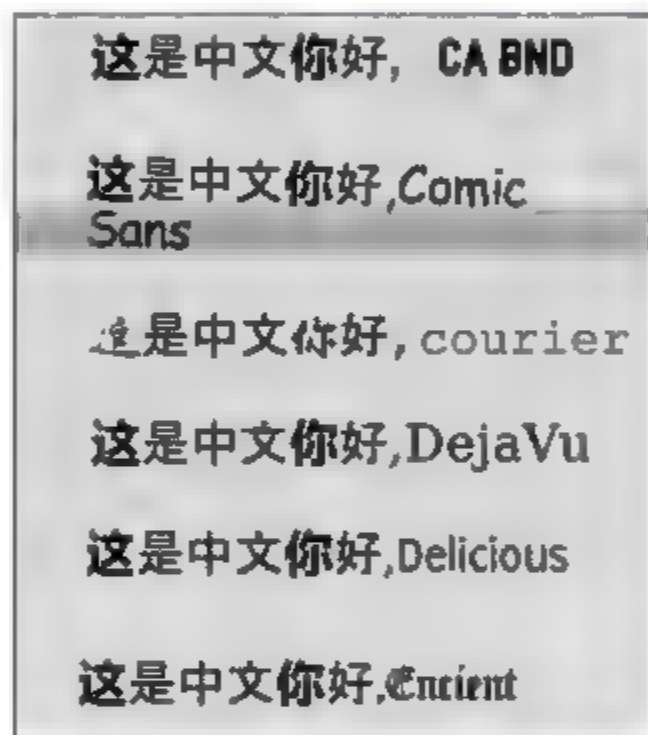 这是中文你好, CA BND
这是中文你好,Comic
Sans
这是中文你好,courier
这是中文你好,DejaVu
这是中文你好,Delicious
这是中文你好,Encient